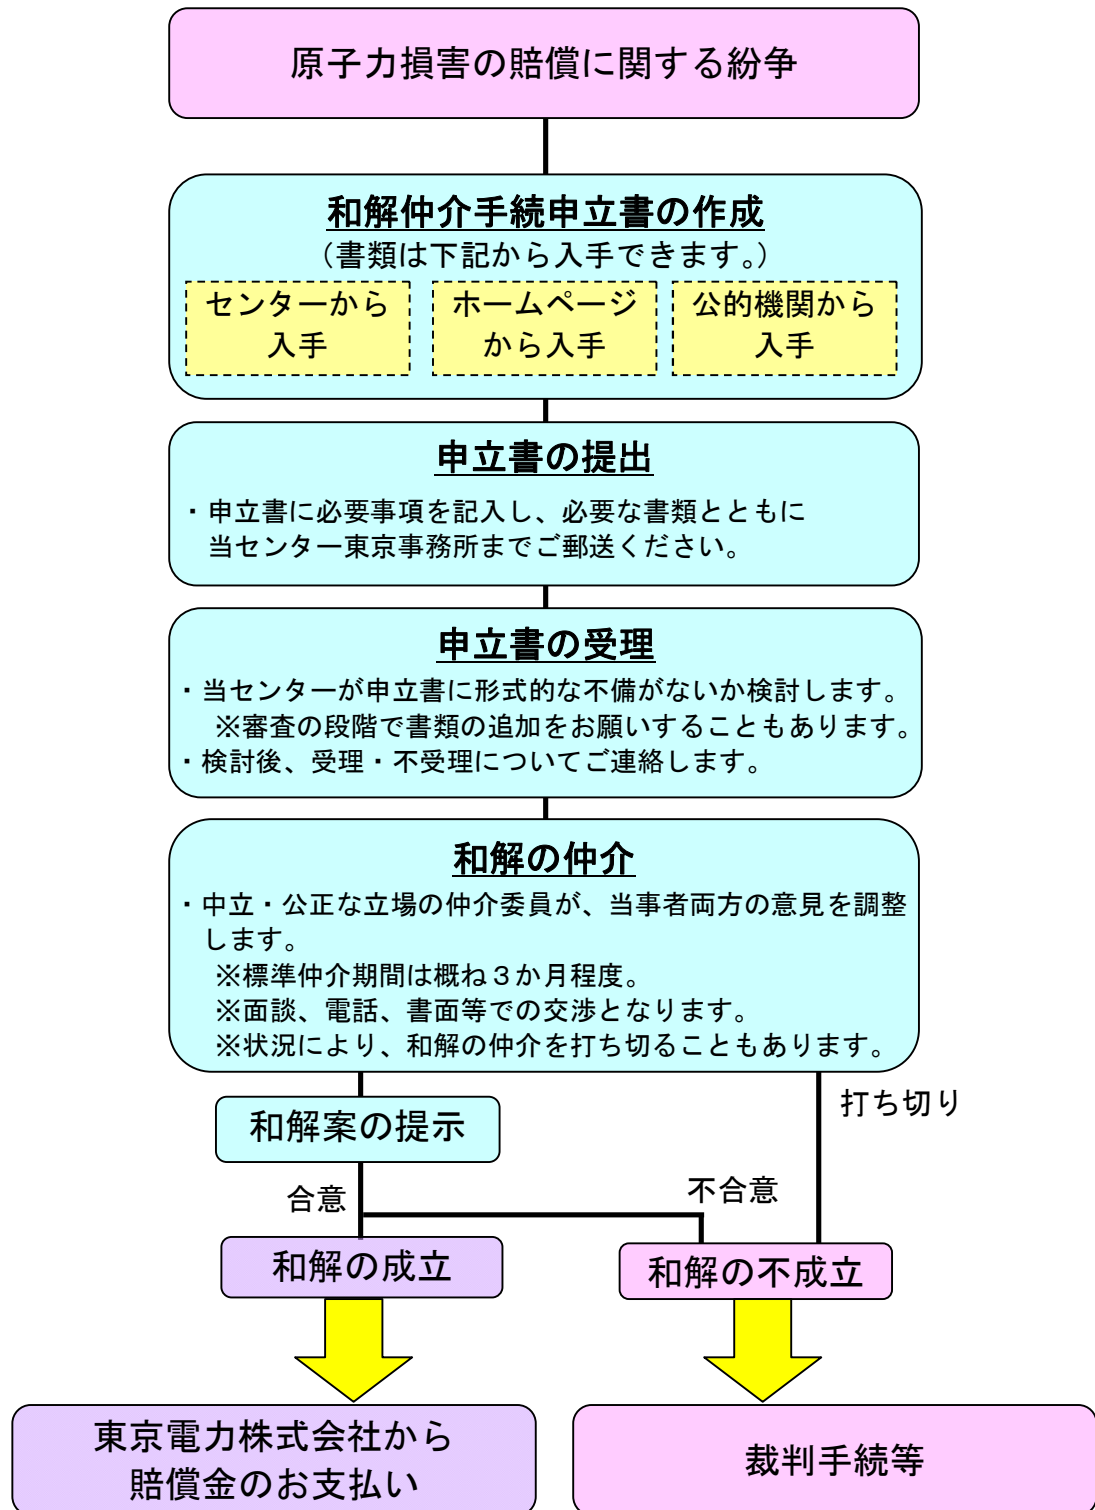 原子力損害の賠償に関する紛争
和解仲介手続申立書の作成
（書類は下記から入手できます。）
センターから
入手
ホームページ
から入手
公的機関から
入手
申立書の提出
・申立書に必要事項を記入し、必要な書類とともに
当センター東京事務所までご郵送ください。
申立書の受理
・当センターが申立書に形式的な不備がないか検討します。
※審査の段階で書類の追加をお願いすることもあります。
・検討後、受理・不受理についてご連絡します。
和解の仲介
・中立・公正な立場の仲介委員が、当事者両方の意見を調整
します。
※標準仲介期間は概ね３か月程度。
※面談、電話、書面等での交渉となります。
※状況により、和解の仲介を打ち切ることもあります。
打ち切り
和解案の提示
合意
不合意
和解の成立
和解の不成立
東京電力株式会社から
賠償金のお支払い
裁判手続等